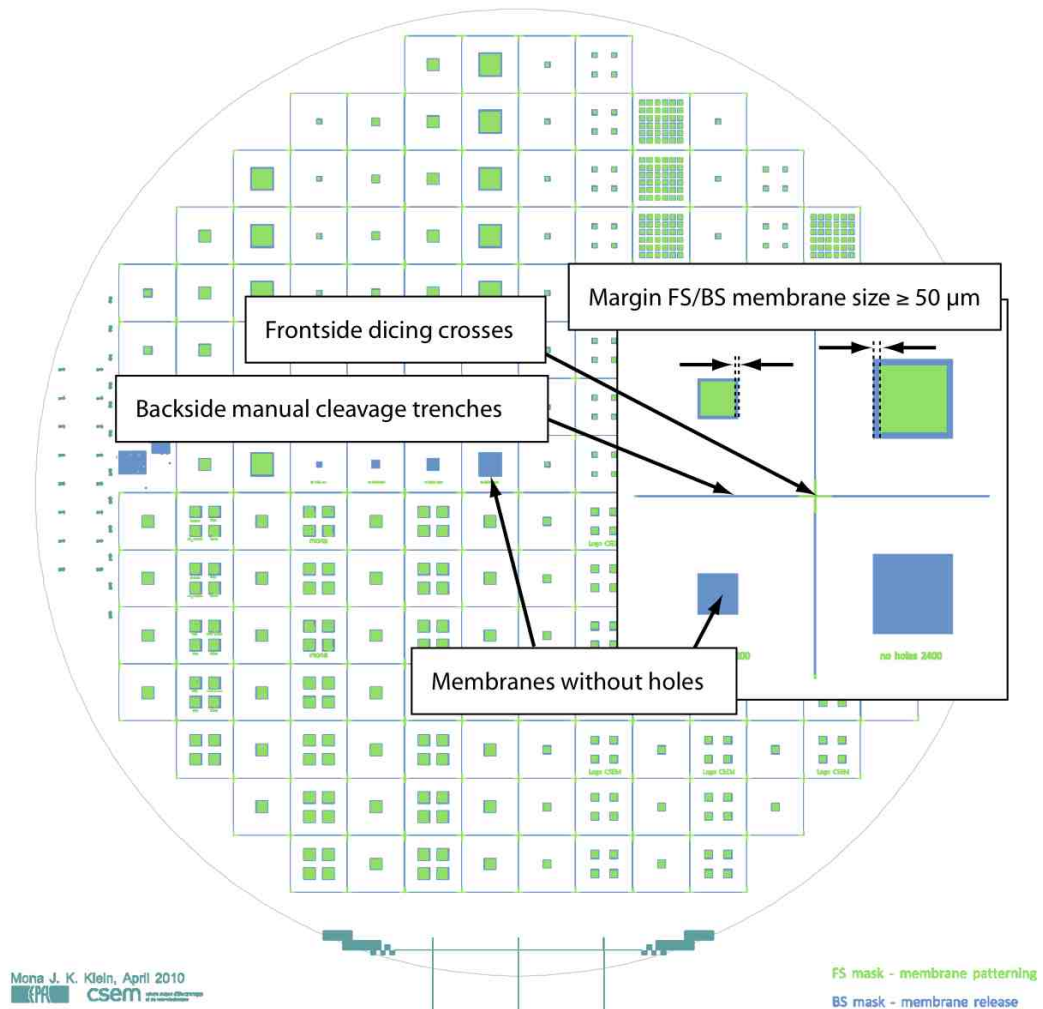 Margin FS/BS membrane size ≥ 50 μm
Frontside dicing crosses
Backside manual cleavage trenches
Logo CSEM
mona
mona
no holes 2400
Membranes without holes
Logo CSEM
Logo CSEM
Logo CSEM
Mona J. K. Klein, April 2010
csem
FS mask - membrane patterning
BS mask - membrane release